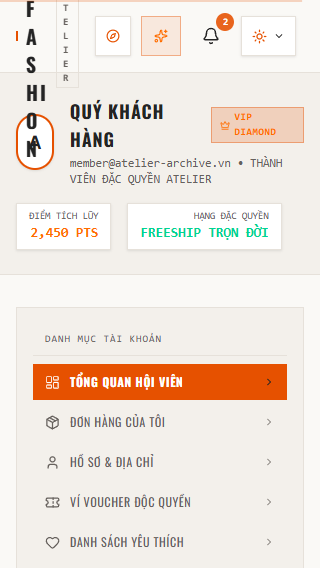 FASHION
ATELIER
2
A
QUÝ KHÁCH
HÀNG
VIP
DIAMOND
member@atelier-archive.vn • THÀNH
VIÊN ĐẶC QUYỀN ATELIER
ĐIỂM TÍCH LŨY
2,450 PTS
HẠNG ĐẶC QUYỀN
FREESHIP TRỌN ĐỜI
DANH MỤC TÀI KHOẢN
TỔNG QUAN HỘI VIÊN
ĐƠN HÀNG CỦA TÔI
HỒ SƠ & ĐỊA CHỈ
VÍ VOUCHER ĐỘC QUYỀN
DANH SÁCH YÊU THÍCH